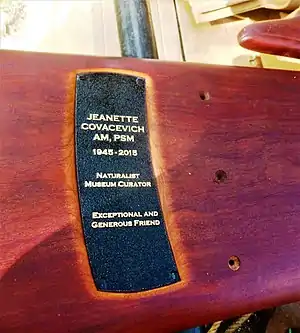 JEANETTE
COVACEVICH
AM, PSM
1945-2015
NATURALIST
MUSEUM CURATOR
EXCEPTIONAL AND
GENEROUS FRIEND